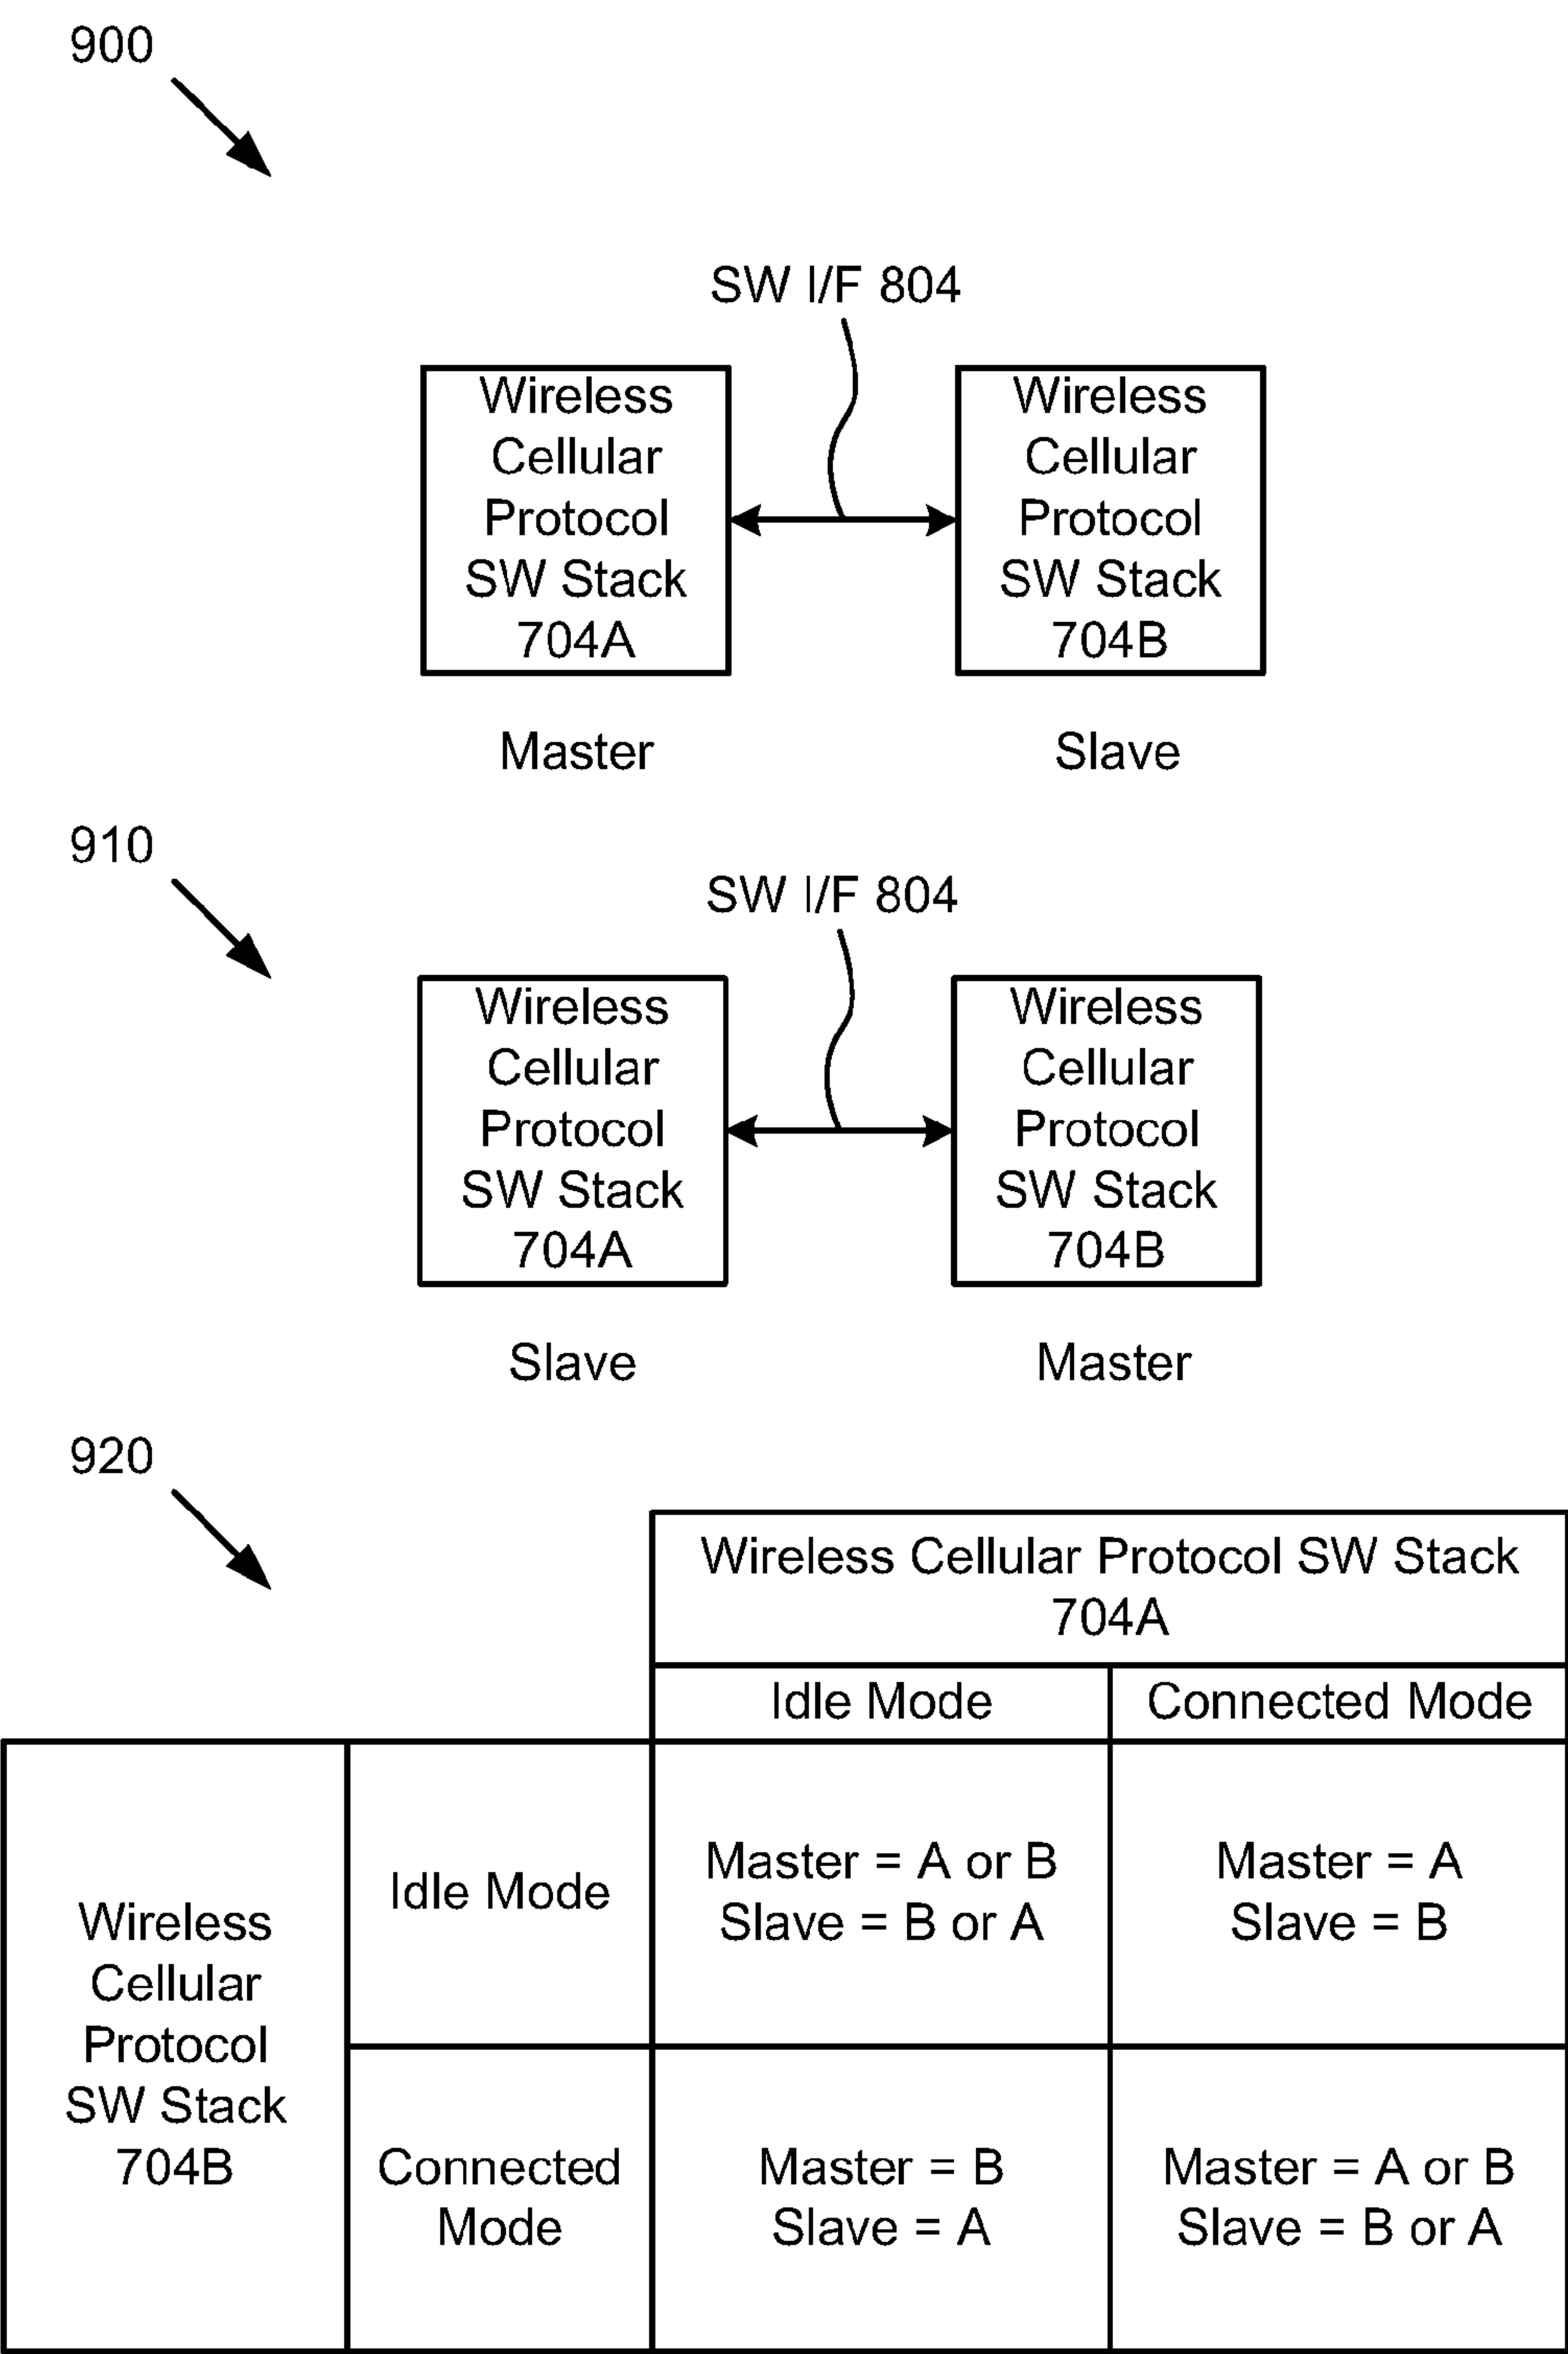 900
SW I/F 804
Wireless
Cellular
Protocol
SW Stack
704A
Wireless
Cellular
Protocol
SW Stack
704B
Master
Slave
910
SW I/F 804
Wireless
Cellular
Protocol
SW Stack
704A
Wireless
Cellular
Protocol
SW Stack
704B
Slave
Master
920
Wireless Cellular Protocol SW Stack
704A
Idle Mode
Connected Mode
Wireless
Cellular
Protocol
SW Stack
704B
Idle Mode
Master = A or B
Slave = B or A
Master = A
Slave = B
Connected
Mode
Master = B
Slave = A
Master = A or B
Slave = B or A